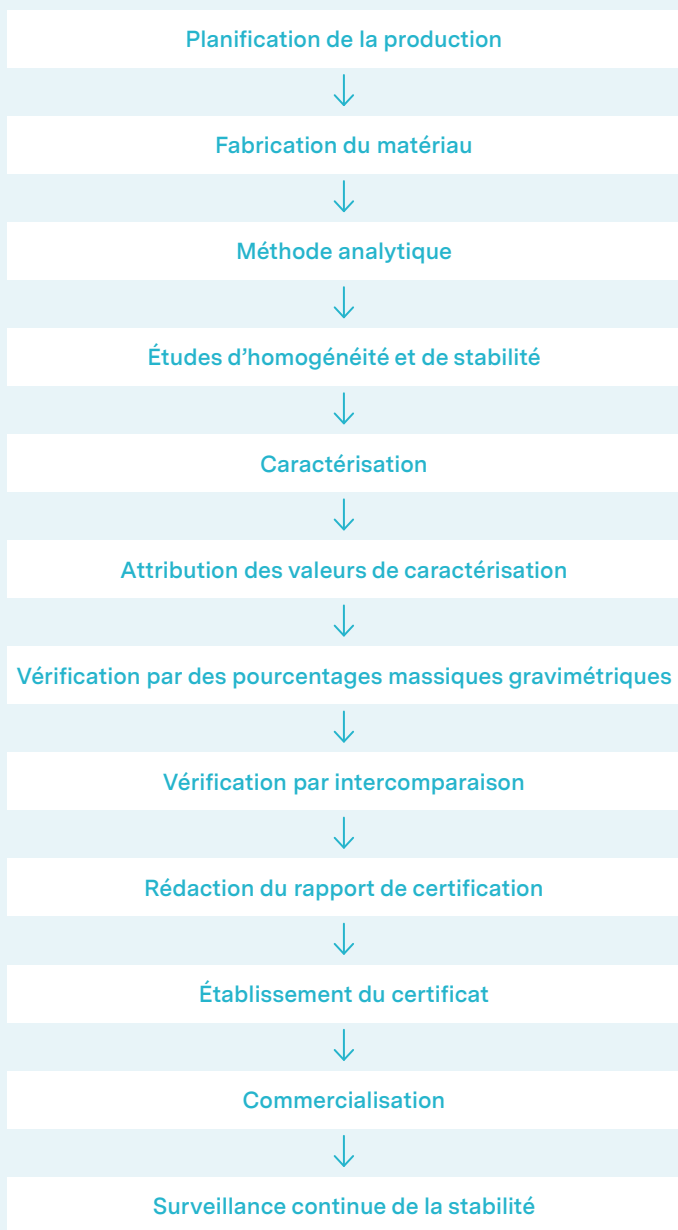 Planification de la production
Fabrication du matériau
Méthode analytique
Études d’homogénéité et de stabilité
Caractérisation
Attribution des valeurs de caractérisation
Vérification par des pourcentages massiques gravimétriques
Vérification par intercomparaison
Rédaction du rapport de certification
Établissement du certificat
Commercialisation
Surveillance continue de la stabilité